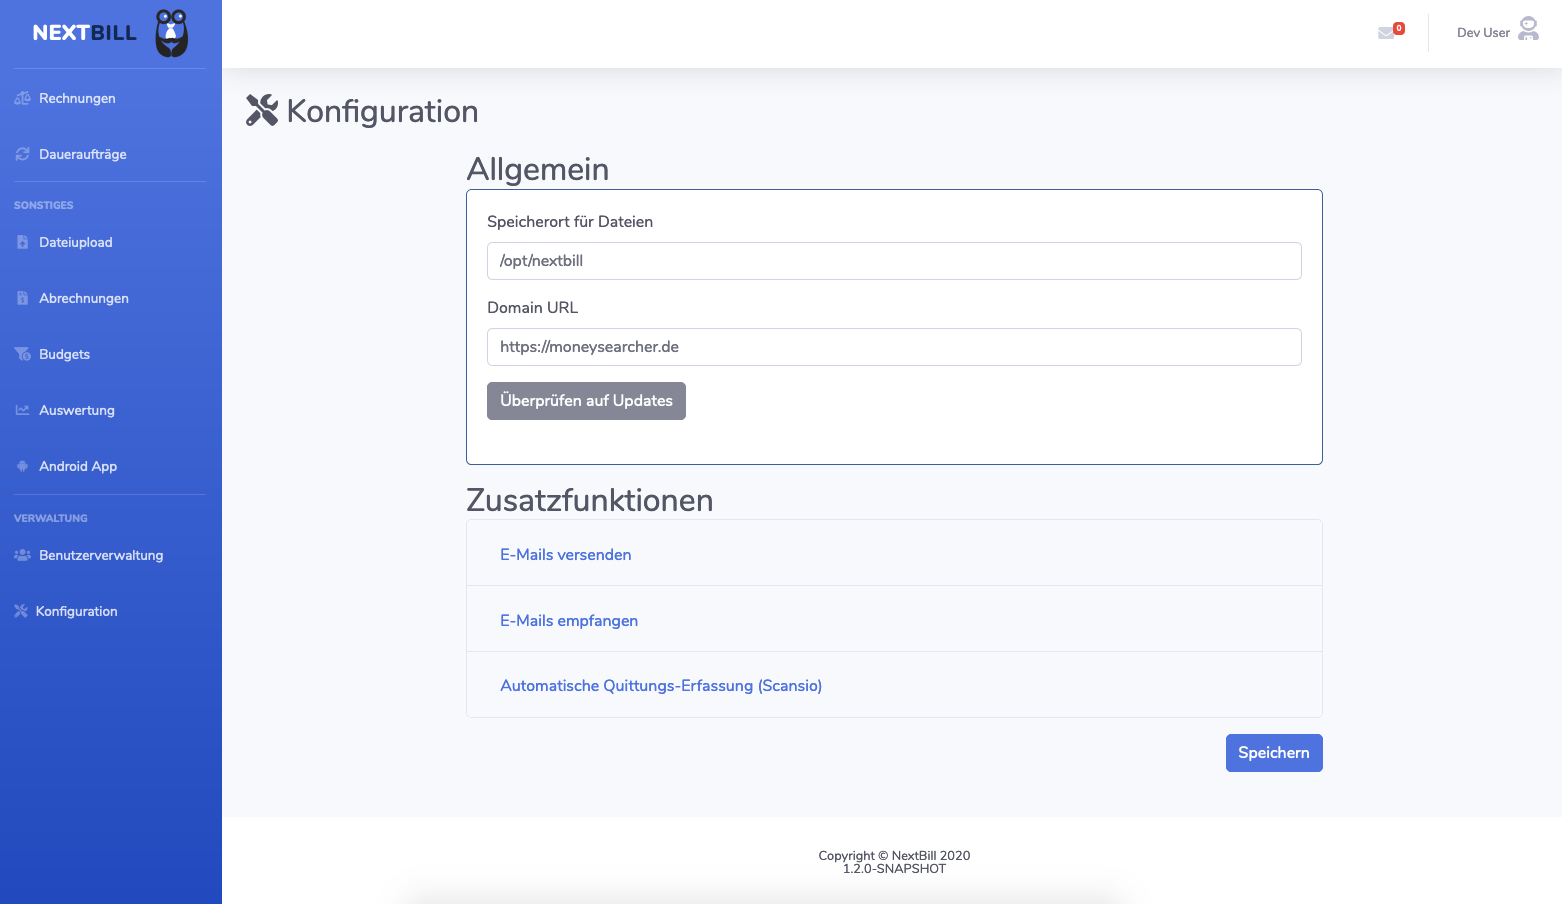 NEXTBILL
Rechnungen
Daueraufträge
SONSTIGES
Dateiupload
Abrechnungen
Budgets
Auswertung
Android App
VERWALTUNG
Benutzerverwaltung
Konfiguration
0
Dev User
Konfiguration
Allgemein
Speicherort für Dateien
/opt/nextbill
Domain URL
https://moneysearcher.de
Überprüfen auf Updates
Zusatzfunktionen
E-Mails versenden
E-Mails empfangen
Automatische Quittungs-Erfassung (Scansio)
Speichern
Copyright © NextBill 2020
1.2.0-SNAPSHOT